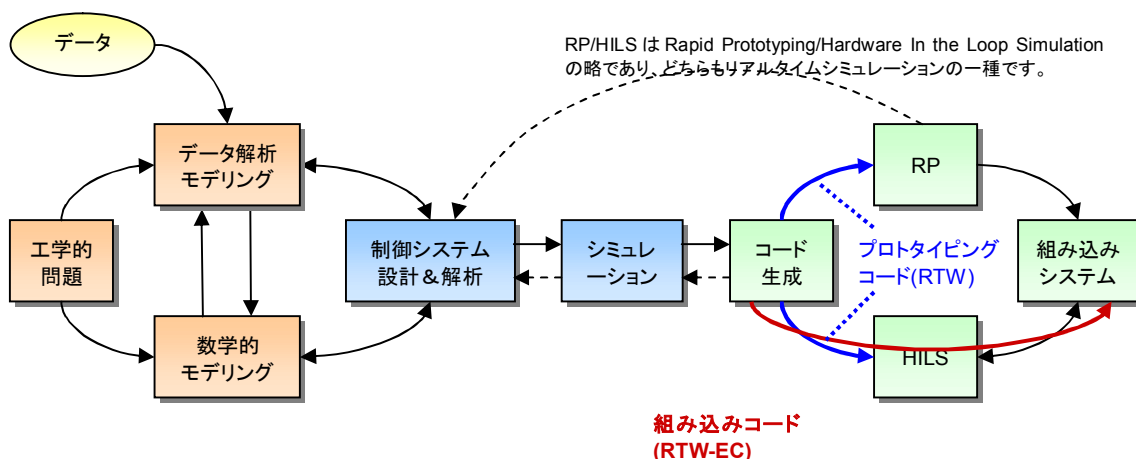 データ
RP/HILS は Rapid Prototyping/Hardware In the Loop Simulation
の略であり、どちらもリアルタイムシミュレーションの一種です。
データ解析
モデリング
工学的
問題
数学的
モデリング
制御システム
設計＆解析
シミュレ
ーション
コード
生成
RP
プロトタイピング
コード(RTW)
組み込み
システム
HILS
組み込みコード
(RTW-EC)